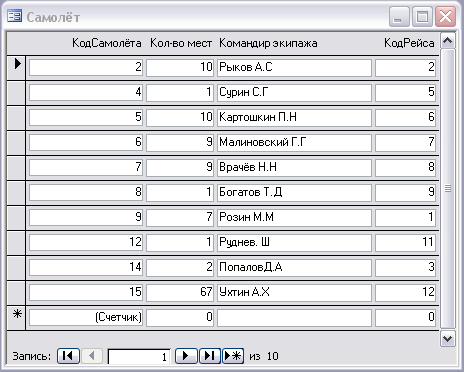 Самолёт
КодСамолёта Кол-во мест Командир экипажа КодРейса
2 10 Рыков А.С 2
4 1 Сурин С.Г 5
5 10 Картошкин П.Н 6
6 9 Малиновский Г.Г 7
7 9 Врачёв Н.Н 8
8 1 Богатов Т.Д 9
9 7 Розин М.М 1
12 1 Руднев. Ш 11
14 2 ПопаловД.А 3
15 67 Ухтин А.Х 12
(Счетчик) 0 0
Запись: 1 из 10